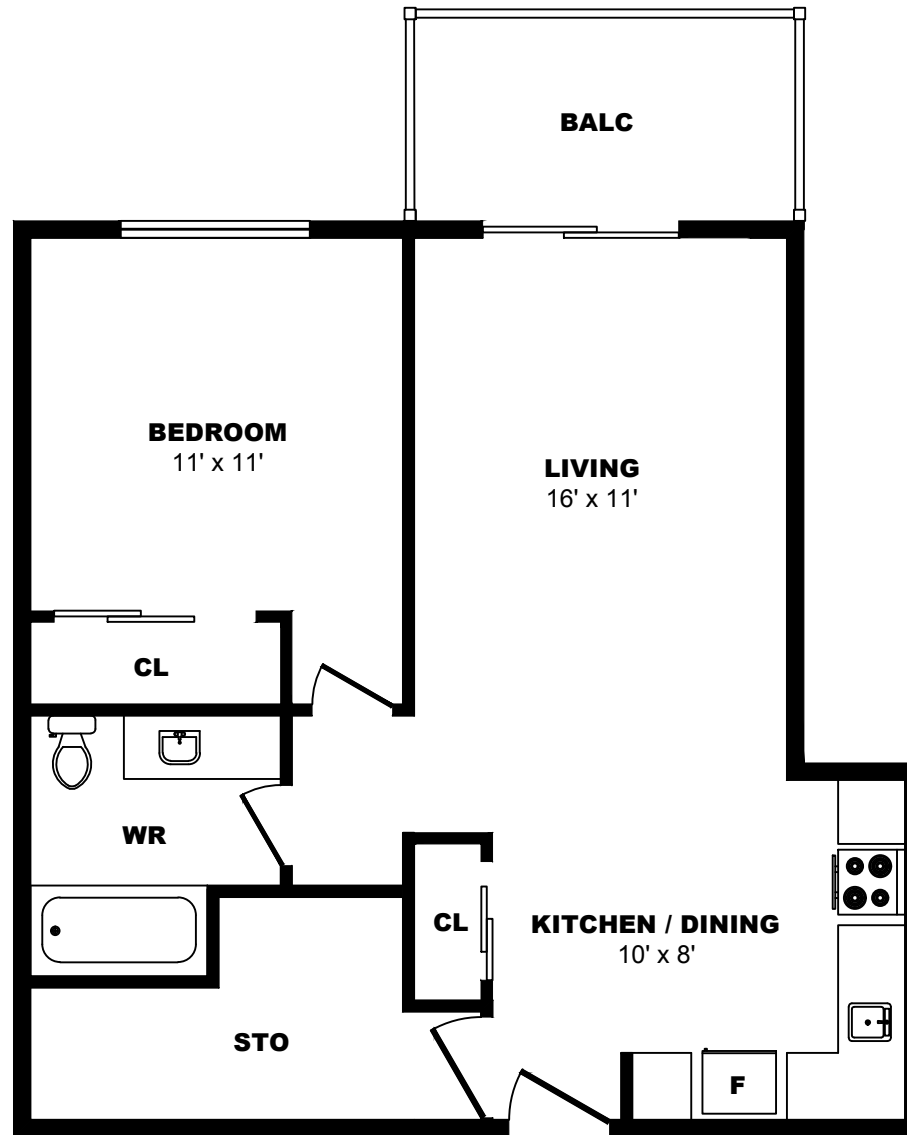 BALC
BEDROOM
11' x 11'
LIVING
16' x 11'
CL
WR
CL
KITCHEN / DINING
10' x 8'
STO
F